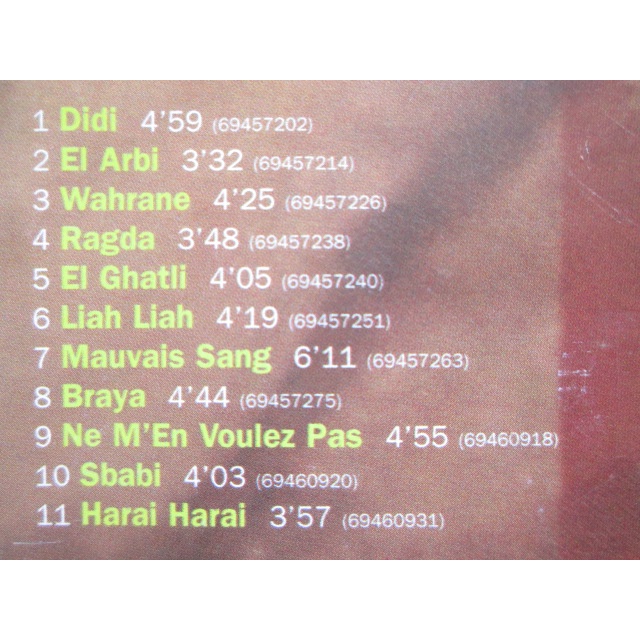 1 Didi 4'59 (69457202)
2 El Arbi 3'32 (69457214)
3 Wahrane 4'25 (69457226)
4 Ragda 3'48 (69457238)
5 El Ghatli 4'05 (69457240)
6 Liah Liah 4'19 (69457251)
7 Mauvais Sang 6'11 (69457263)
8 Braya 4'44 (69457275)
9 Ne M'En Voulez Pas 4'55 (69460918)
10 Sbabi 4'03 (69460920)
11 Harai Harai 3'57 (69460931)